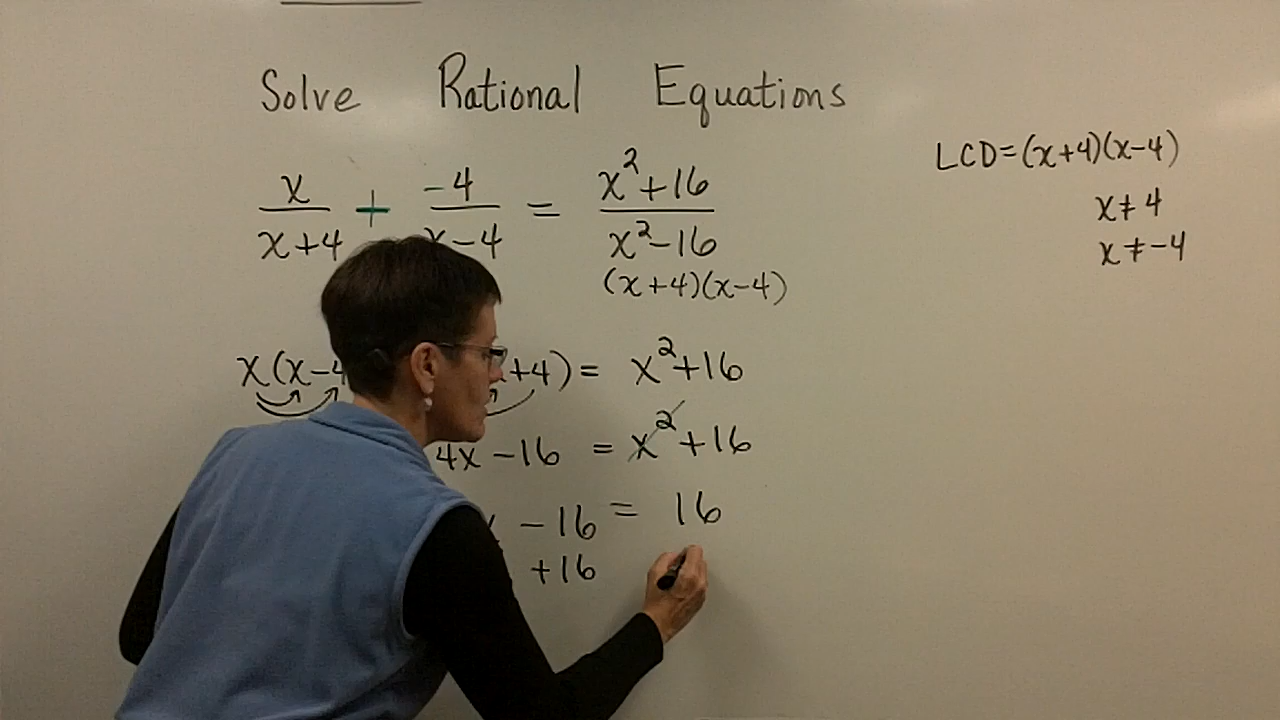 Solve Rational Equations
LCD=(x+4)(x-4)
x≠4
x≠-4
x/(x+4) + -4/(x-4) = (x²+16)/(x²-16)
(x+4)(x-4)
x(x-4 +4) = x²+16
4x -16 = x²+16
-16 = 16
+16